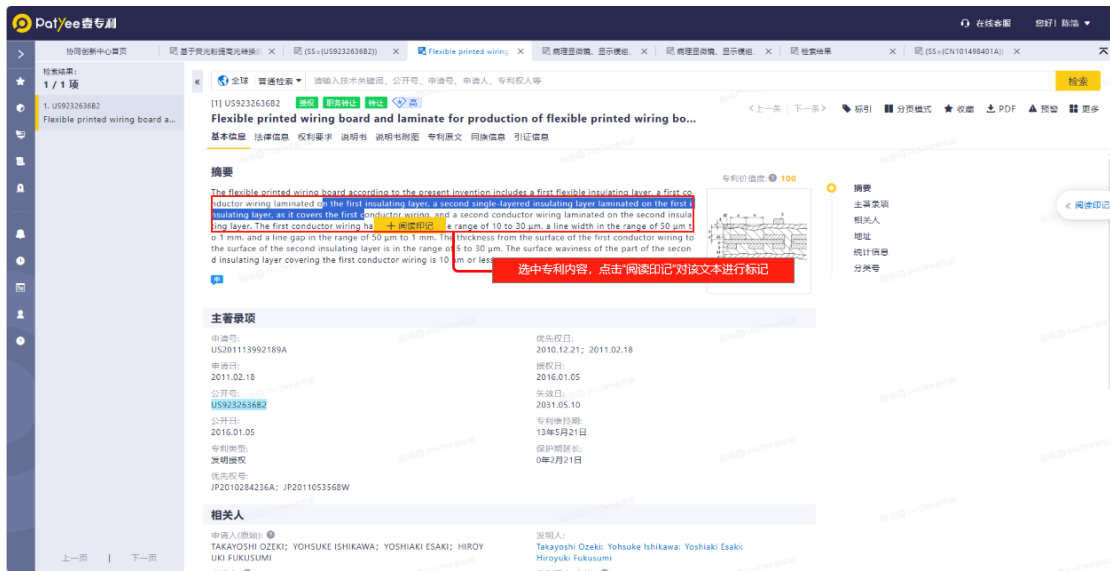 Patyee壹专利
在线客服
您好！陈浩
协同创新中心首页
基于荧光粉提高光转换
(SS=(US9232636B2))
Flexible printed wiring
病理显微镜、显示模组
病理显微镜、显示模组
检索结果
(SS=(CN101498401A))
检索结果:
1 / 1 项
1. US9232636B2
Flexible printed wiring board a...
全球
普通检索
请输入技术关键词、公开号、申请号、申请人、专利权人等
检索
[1] US9232636B2
授权
职务转让
转让
高
<上一条
下一条>
标引
分页模式
收藏
PDF
预警
更多
Flexible printed wiring board and laminate for production of flexible printed wiring bo...
基本信息 法律信息 权利要求 说明书 说明书附图 专利原文 同族信息 引证信息
摘要
The flexible printed wiring board according to the present invention includes a first flexible insulating layer, a first co
nductor wiring laminated on the first insulating layer, a second single-layered insulating layer laminated on the first i
nsulating layer, as it covers the first conductor wiring, and a second conductor wiring laminated on the second insula
ting layer. The first conductor wiring ha
+ 阅读印记
e range of 10 to 30 μm, a line width in the range of 50 μm t
o 1 mm, and a line gap in the range of 50 μm to 1 mm. The thickness from the surface of the first conductor wiring to
the surface of the second insulating layer is in the range of 5 to 30 μm. The surface waviness of the part of the secon
d insulating layer covering the first conductor wiring is 10 μm or les
选中专利内容，点击“阅读印记”对该文本进行标记
专利价值度:
100
摘要
主著录项
相关人
地址
统计信息
分类号
« 阅读印记
申
主著录项
申请号:
US201113992189A
优先权日:
2010.12.21; 2011.02.18
申请日:
2011.02.18
授权日:
2016.01.05
公开号:
US9232636B2
失效日:
2031.05.10
公开日:
2016.01.05
专利维持期:
13年5月21日
专利类型:
发明授权
保护期延长:
0年2月21日
优先权号:
JP2010284236A; JP2011053568W
相关人
申请人(原始):
TAKAYOSHI OZEKI; YOHSUKE ISHIKAWA; YOSHIAKI ESAKI; HIROY
UKI FUKUSUMI
发明人:
Takayoshi Ozeki; Yohsuke Ishikawa; Yoshiaki Esaki;
Hiroyuki Fukusumi
上一页 | 下一页